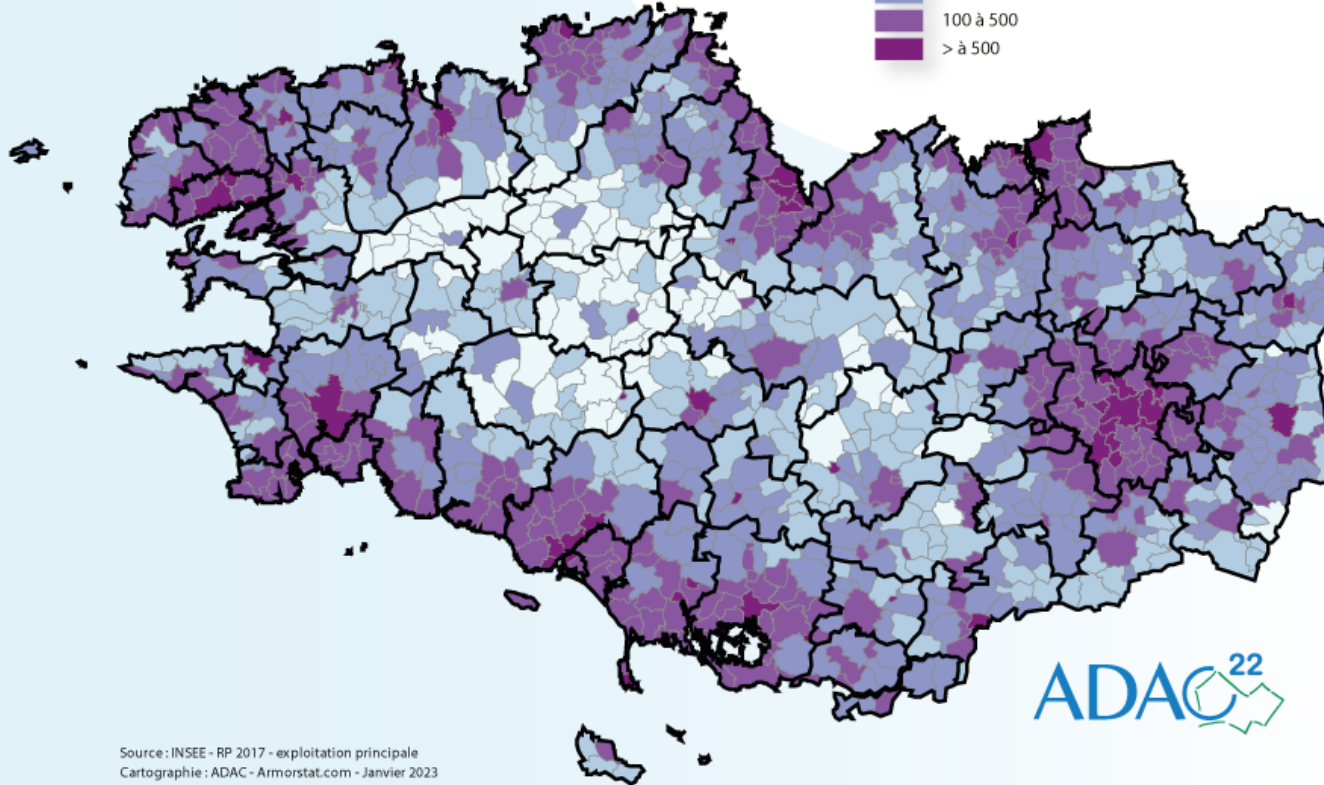 100 à 500
> à 500
ADAC 22
Source : INSEE - RP 2017 - exploitation principale
Cartographie : ADAC - Armorstat.com - Janvier 2023